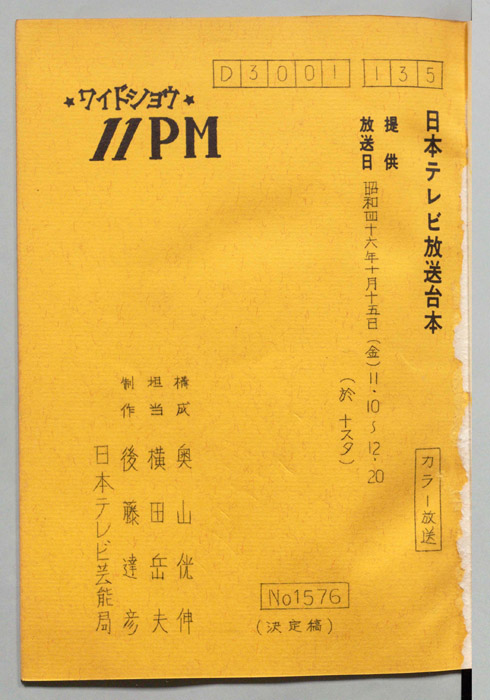 D3001 135
★ワイドショウ★
11PM
日本テレビ放送台本
カラー放送
提供
放送日 昭和四十六年十月十五日(金)11・10~12・20
(於 十スタ)
構成 奥山侊伸
担当 横田岳夫
制作 後藤達彦
日本テレビ芸能局
No1576
(決定稿)